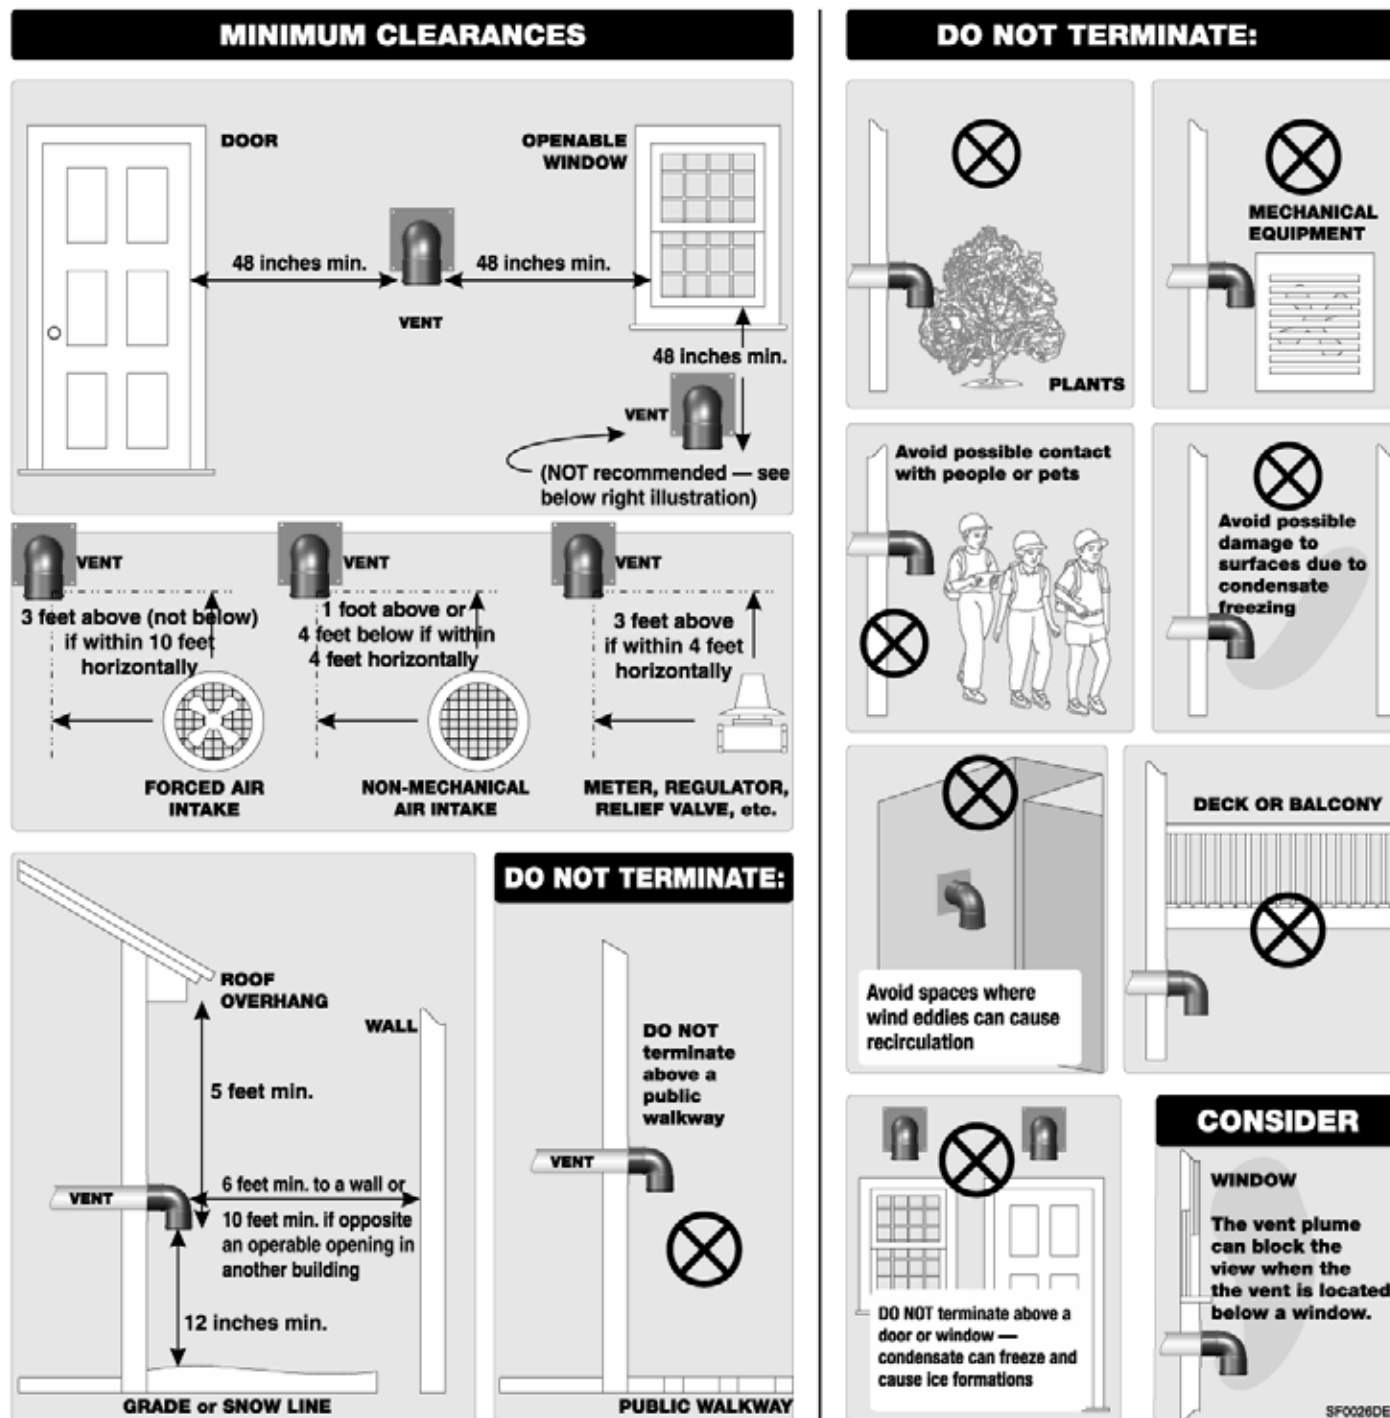 MINIMUM CLEARANCES
DOOR
OPENABLE
WINDOW
48 inches min.
48 inches min.
VENT
48 inches min.
VENT
(NOT recommended — see
below right illustration)
VENT
3 feet above (not below)
if within 10 feet
horizontally
FORCED AIR
INTAKE
VENT
1 foot above or
4 feet below if within
4 feet horizontally
NON-MECHANICAL
AIR INTAKE
VENT
3 feet above
if within 4 feet
horizontally
METER, REGULATOR,
RELIEF VALVE, etc.
ROOF
OVERHANG
WALL
5 feet min.
VENT
6 feet min. to a wall or
10 feet min. if opposite
an operable opening in
another building
12 inches min.
GRADE or SNOW LINE
DO NOT TERMINATE:
DO NOT
terminate
above a
public
walkway
VENT
PUBLIC WALKWAY
DO NOT TERMINATE:
PLANTS
MECHANICAL
EQUIPMENT
Avoid possible contact
with people or pets
Avoid possible
damage to
surfaces due to
condensate
freezing
Avoid spaces where
wind eddies can cause
recirculation
DECK OR BALCONY
DO NOT terminate above a
door or window —
condensate can freeze and
cause ice formations
CONSIDER
WINDOW
The vent plume
can block the
view when the
the vent is located
below a window.
SF0026DE